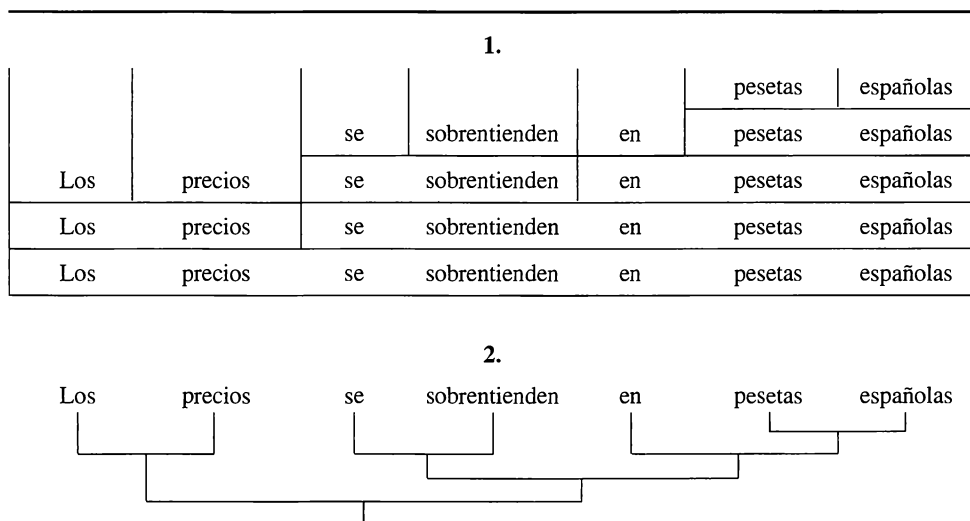 1.
pesetas españolas
se sobrentienden en pesetas españolas
Los precios se sobrentienden en pesetas españolas
Los precios se sobrentienden en pesetas españolas
Los precios se sobrentienden en pesetas españolas
2.
Los precios se sobrentienden en pesetas españolas